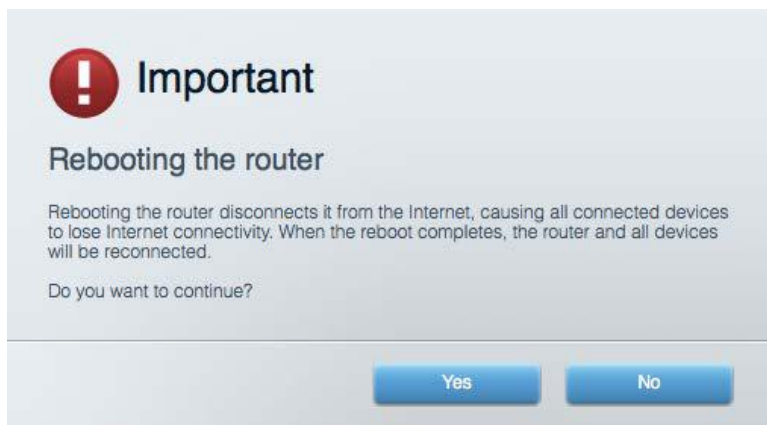 Important
Rebooting the router
Rebooting the router disconnects it from the Internet, causing all connected devices
to lose Internet connectivity. When the reboot completes, the router and all devices
will be reconnected.
Do you want to continue?
Yes
No